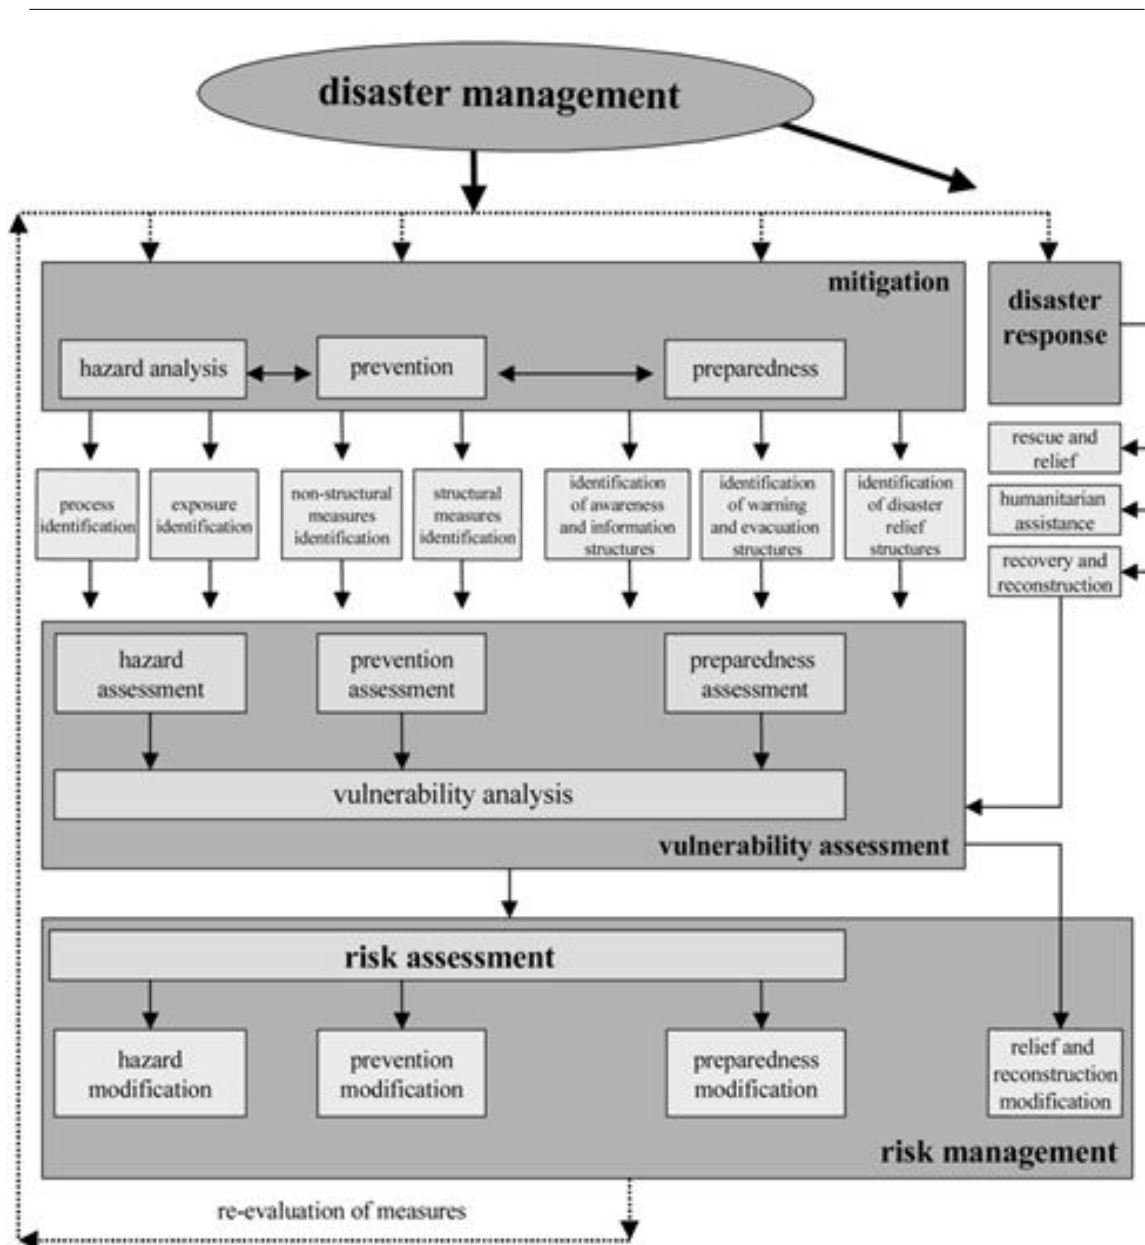 disaster management
mitigation
hazard analysis
prevention
preparedness
disaster
response
process
identification
exposure
identification
non-structural
measures
identification
structural
measures
identification
identification
of awareness
and information
structures
identification
of warning
and evacuation
structures
identification
of disaster
relief
structures
rescue and
relief
humanitarian
assistance
recovery and
reconstruction
hazard
assessment
prevention
assessment
preparedness
assessment
vulnerability analysis
vulnerability assessment
risk assessment
hazard
modification
prevention
modification
preparedness
modification
relief and
reconstruction
modification
risk management
re-evaluation of measures